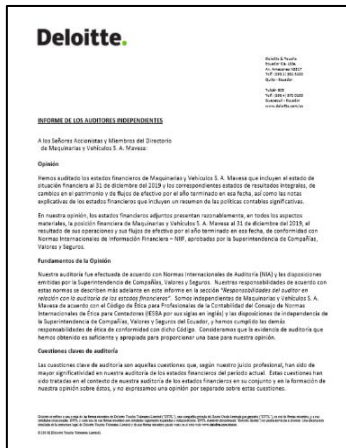 Deloitte.
Deloitte & Touche
Ecuador Cía. Ltda.
Quito - Ecuador
Guayaquil - Ecuador
www.deloitte.com/ec
INFORME DE LOS AUDITORES INDEPENDIENTES
A los Señores Accionistas y Miembros del Directorio
de Maquinarias y Vehículos S. A. Mavesa:
Opinión
Hemos auditado los estados financieros de Maquinarias y Vehículos S. A. Mavesa que incluyen el estado de
situación financiera al 31 de diciembre del 2019 y los correspondientes estados de resultados integrales, de
cambios en el patrimonio y de flujos de efectivo por el año terminado en esa fecha, así como las notas
explicativas de los estados financieros que incluyen un resumen de las políticas contables significativas.
En nuestra opinión, los estados financieros adjuntos presentan razonablemente, en todos los aspectos
materiales, la posición financiera de Maquinarias y Vehículos S. A. Mavesa al 31 de diciembre del 2019, el
resultado de sus operaciones y sus flujos de efectivo por el año terminado en esa fecha, de conformidad con
Normas Internacionales de Información Financiera – NIIF, aprobados por la Superintendencia de Compañías,
Valores y Seguros.
Fundamentos de la Opinión
Nuestra auditoría fue efectuada de acuerdo con Normas Internacionales de Auditoría (NIA) y las disposiciones
emitidas por la Superintendencia de Compañías, Valores y Seguros. Nuestras responsabilidades de acuerdo con
estas normas se describen más adelante en este informe en la sección "Responsabilidades del auditor en
relación con la auditoría de los estados financieros". Somos independientes de Maquinarias y Vehículos S. A.
Mavesa de acuerdo con el Código de Ética para Profesionales de la Contabilidad del Consejo de Normas
Internacionales de Ética para Contadores (IESBA por sus siglas en inglés) y las disposiciones de independencia de
la Superintendencia de Compañías, Valores y Seguros del Ecuador, y hemos cumplido las demás
responsabilidades de ética de conformidad con dicho Código. Consideramos que la evidencia de auditoría que
hemos obtenido es suficiente y apropiada para proporcionar una base para nuestra opinión.
Cuestiones claves de auditoría
Las cuestiones clave de auditoría son aquellas cuestiones que, según nuestro juicio profesional, han sido de
mayor significatividad en nuestra auditoría de los estados financieros del período actual. Estas cuestiones han
sido tratadas en el contexto de nuestra auditoría de los estados financieros en su conjunto y en la formación de
nuestra opinión sobre éstos, y no expresamos una opinión por separado sobre estas cuestiones.